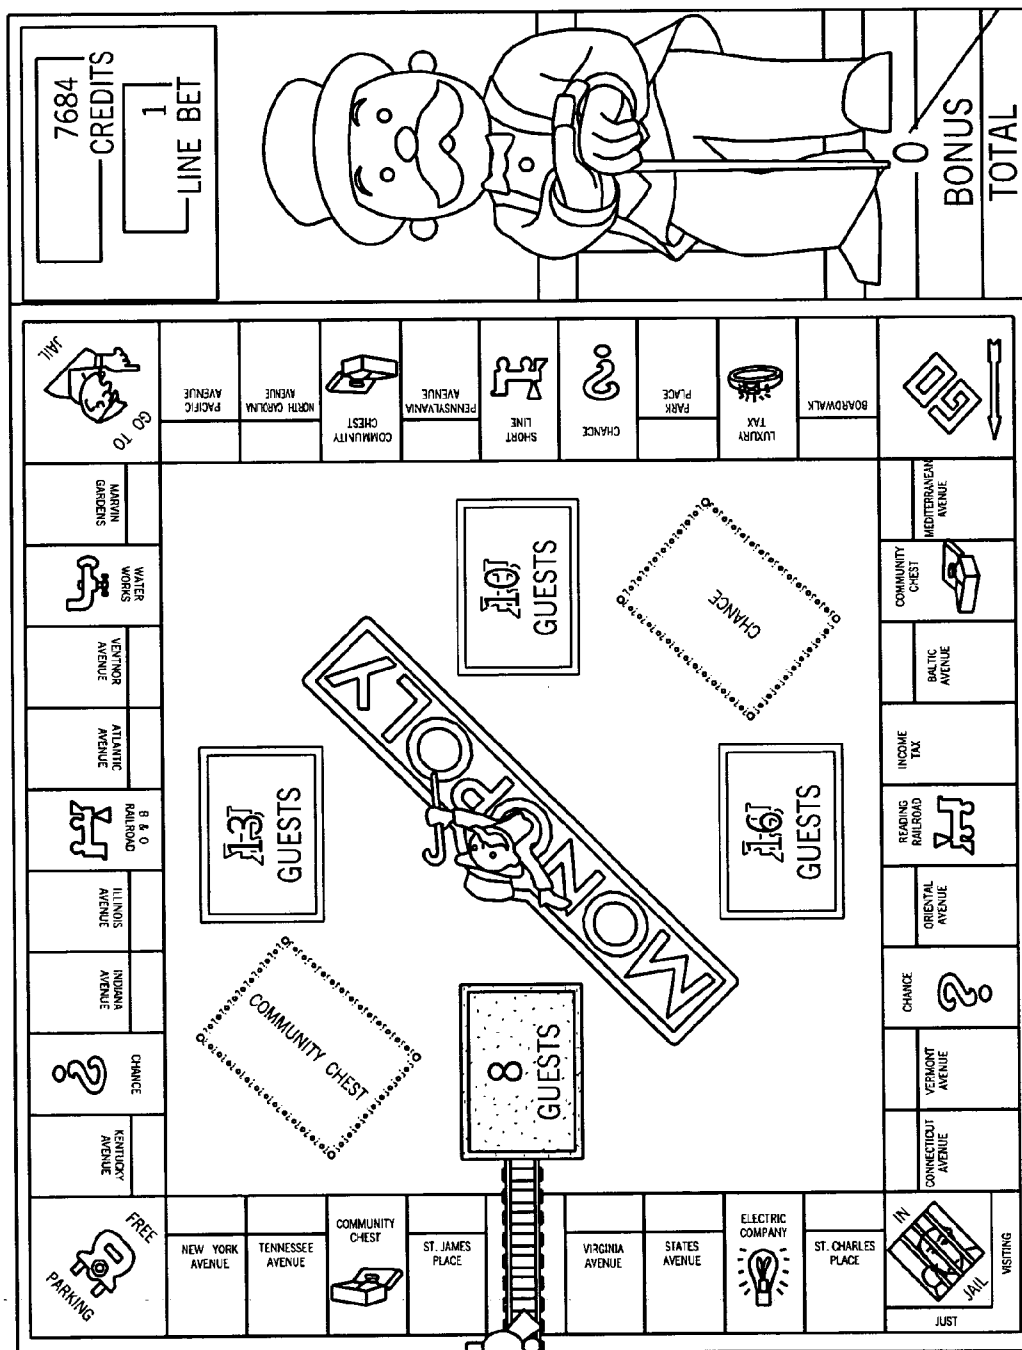 7684
CREDITS
1
LINE BET
0
BONUS
TOTAL
GO TO
JAIL
PACIFIC
AVENUE
NORTH CAROLINA
AVENUE
COMMUNITY
CHEST
PENNSYLVANIA
AVENUE
SHORT
LINE
CHANCE
PARK
PLACE
LUXURY
TAX
BOARDWALK
GO
MARVIN
GARDENS
WATER
WORKS
VENTNOR
AVENUE
ATLANTIC
AVENUE
B & O
RAILROAD
ILLINOIS
AVENUE
INDIANA
AVENUE
CHANCE
KENTUCKY
AVENUE
FREE
PARKING
10
GUESTS
CHANCE
13
GUESTS
MONOPOLY
16
GUESTS
COMMUNITY CHEST
8
GUESTS
MEDITERRANEAN
AVENUE
COMMUNITY
CHEST
BALTIC
AVENUE
INCOME
TAX
READING
RAILROAD
ORIENTAL
AVENUE
CHANCE
VERMONT
AVENUE
CONNECTICUT
AVENUE
NEW YORK
AVENUE
TENNESSEE
AVENUE
COMMUNITY
CHEST
ST. JAMES
PLACE
VIRGINIA
AVENUE
STATES
AVENUE
ELECTRIC
COMPANY
ST. CHARLES
PLACE
IN
JAIL
JUST
VISITING